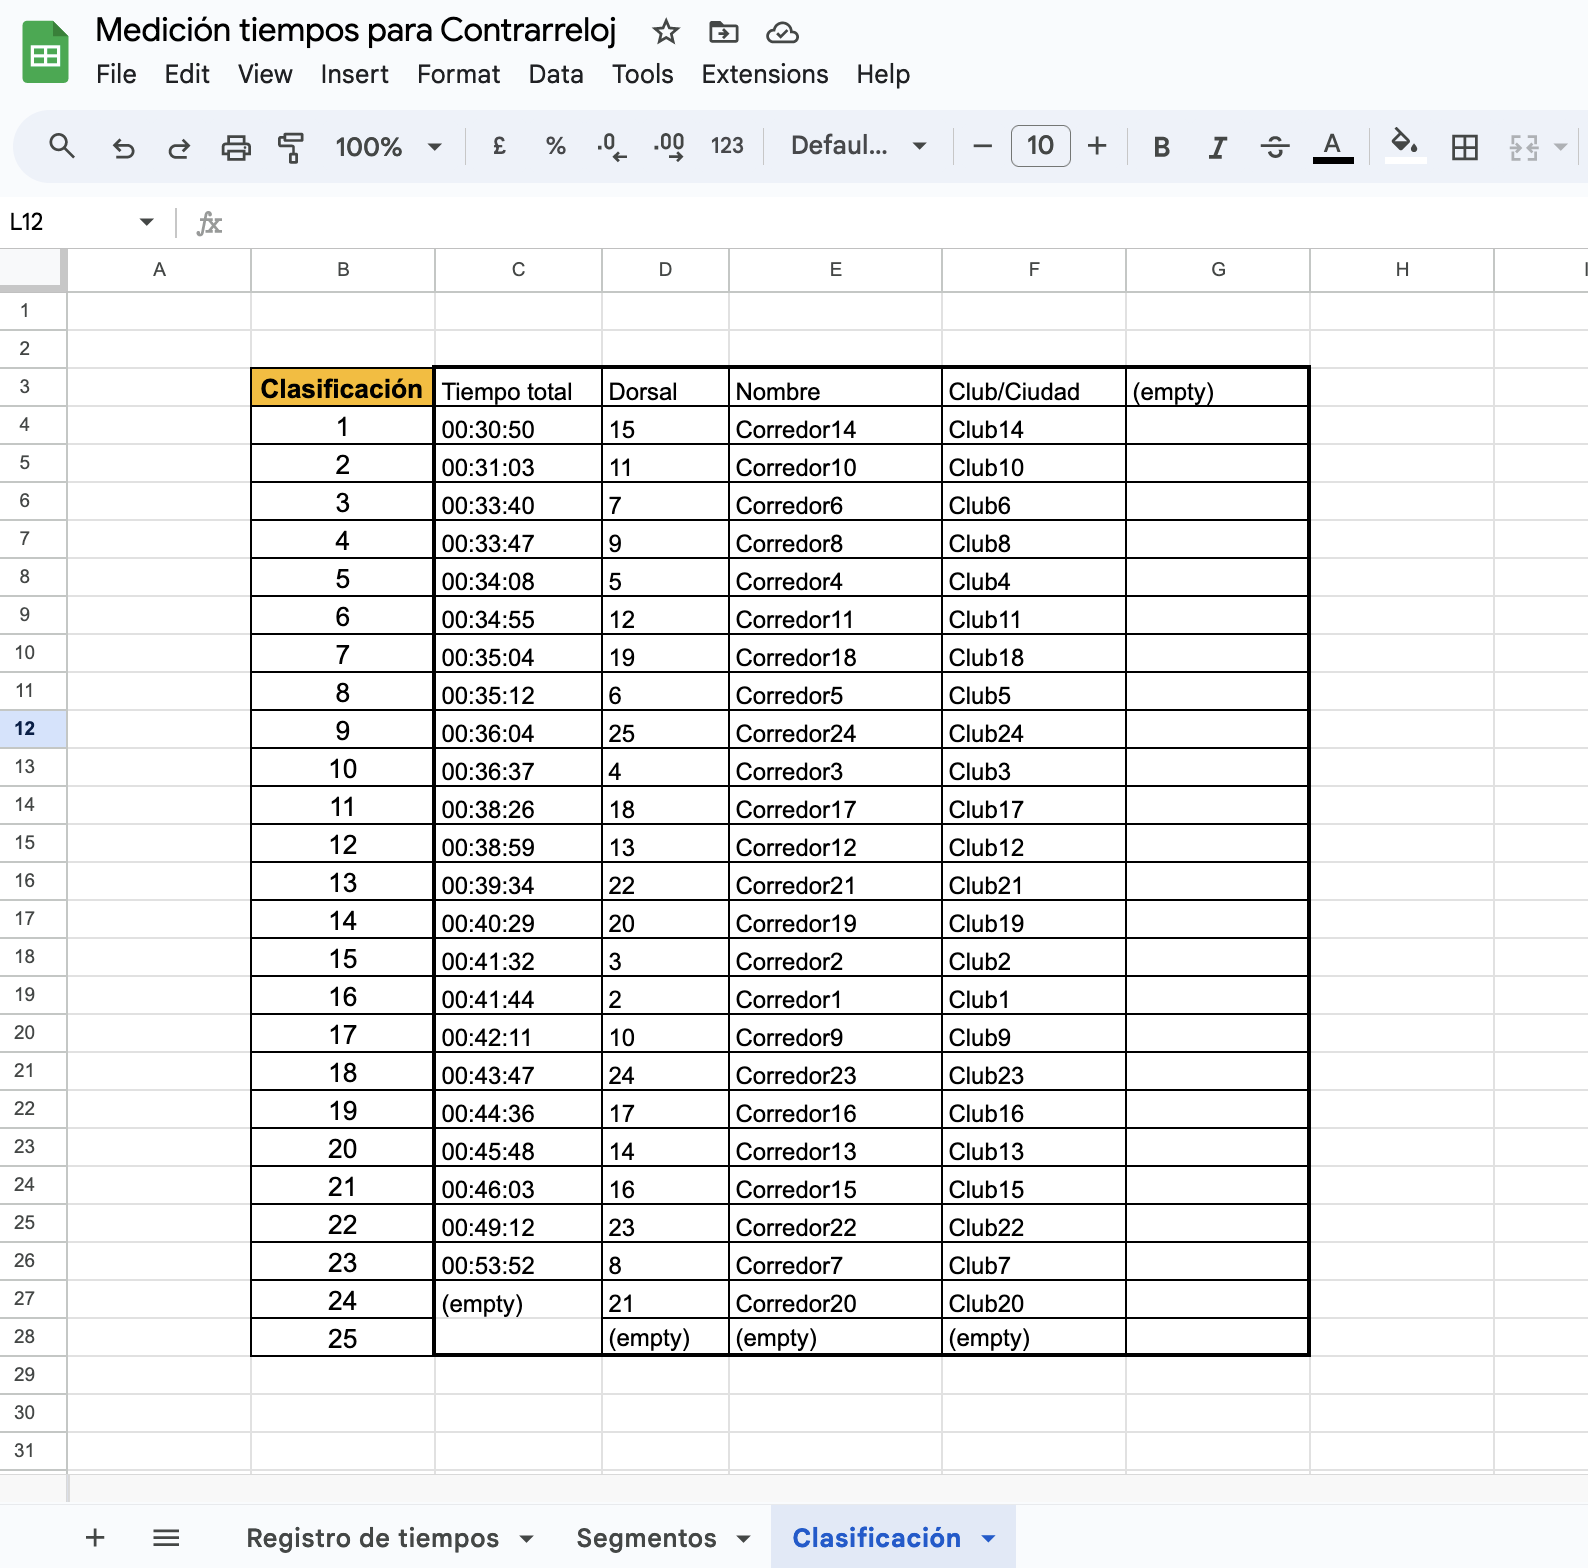 Medición tiempos para Contrarreloj
File Edit View Insert Format Data Tools Extensions Help
100% £ % .0 .00 123 Defaul... − 10 + B I S A
L12 fx
A B C D E F G H I
1
2
3 Clasificación Tiempo total Dorsal Nombre Club/Ciudad (empty)
4 1 00:30:50 15 Corredor14 Club14
5 2 00:31:03 11 Corredor10 Club10
6 3 00:33:40 7 Corredor6 Club6
7 4 00:33:47 9 Corredor8 Club8
8 5 00:34:08 5 Corredor4 Club4
9 6 00:34:55 12 Corredor11 Club11
10 7 00:35:04 19 Corredor18 Club18
11 8 00:35:12 6 Corredor5 Club5
12 9 00:36:04 25 Corredor24 Club24
13 10 00:36:37 4 Corredor3 Club3
14 11 00:38:26 18 Corredor17 Club17
15 12 00:38:59 13 Corredor12 Club12
16 13 00:39:34 22 Corredor21 Club21
17 14 00:40:29 20 Corredor19 Club19
18 15 00:41:32 3 Corredor2 Club2
19 16 00:41:44 2 Corredor1 Club1
20 17 00:42:11 10 Corredor9 Club9
21 18 00:43:47 24 Corredor23 Club23
22 19 00:44:36 17 Corredor16 Club16
23 20 00:45:48 14 Corredor13 Club13
24 21 00:46:03 16 Corredor15 Club15
25 22 00:49:12 23 Corredor22 Club22
26 23 00:53:52 8 Corredor7 Club7
27 24 (empty) 21 Corredor20 Club20
28 25 (empty) (empty) (empty)
29
30
31
Registro de tiempos Segmentos Clasificación